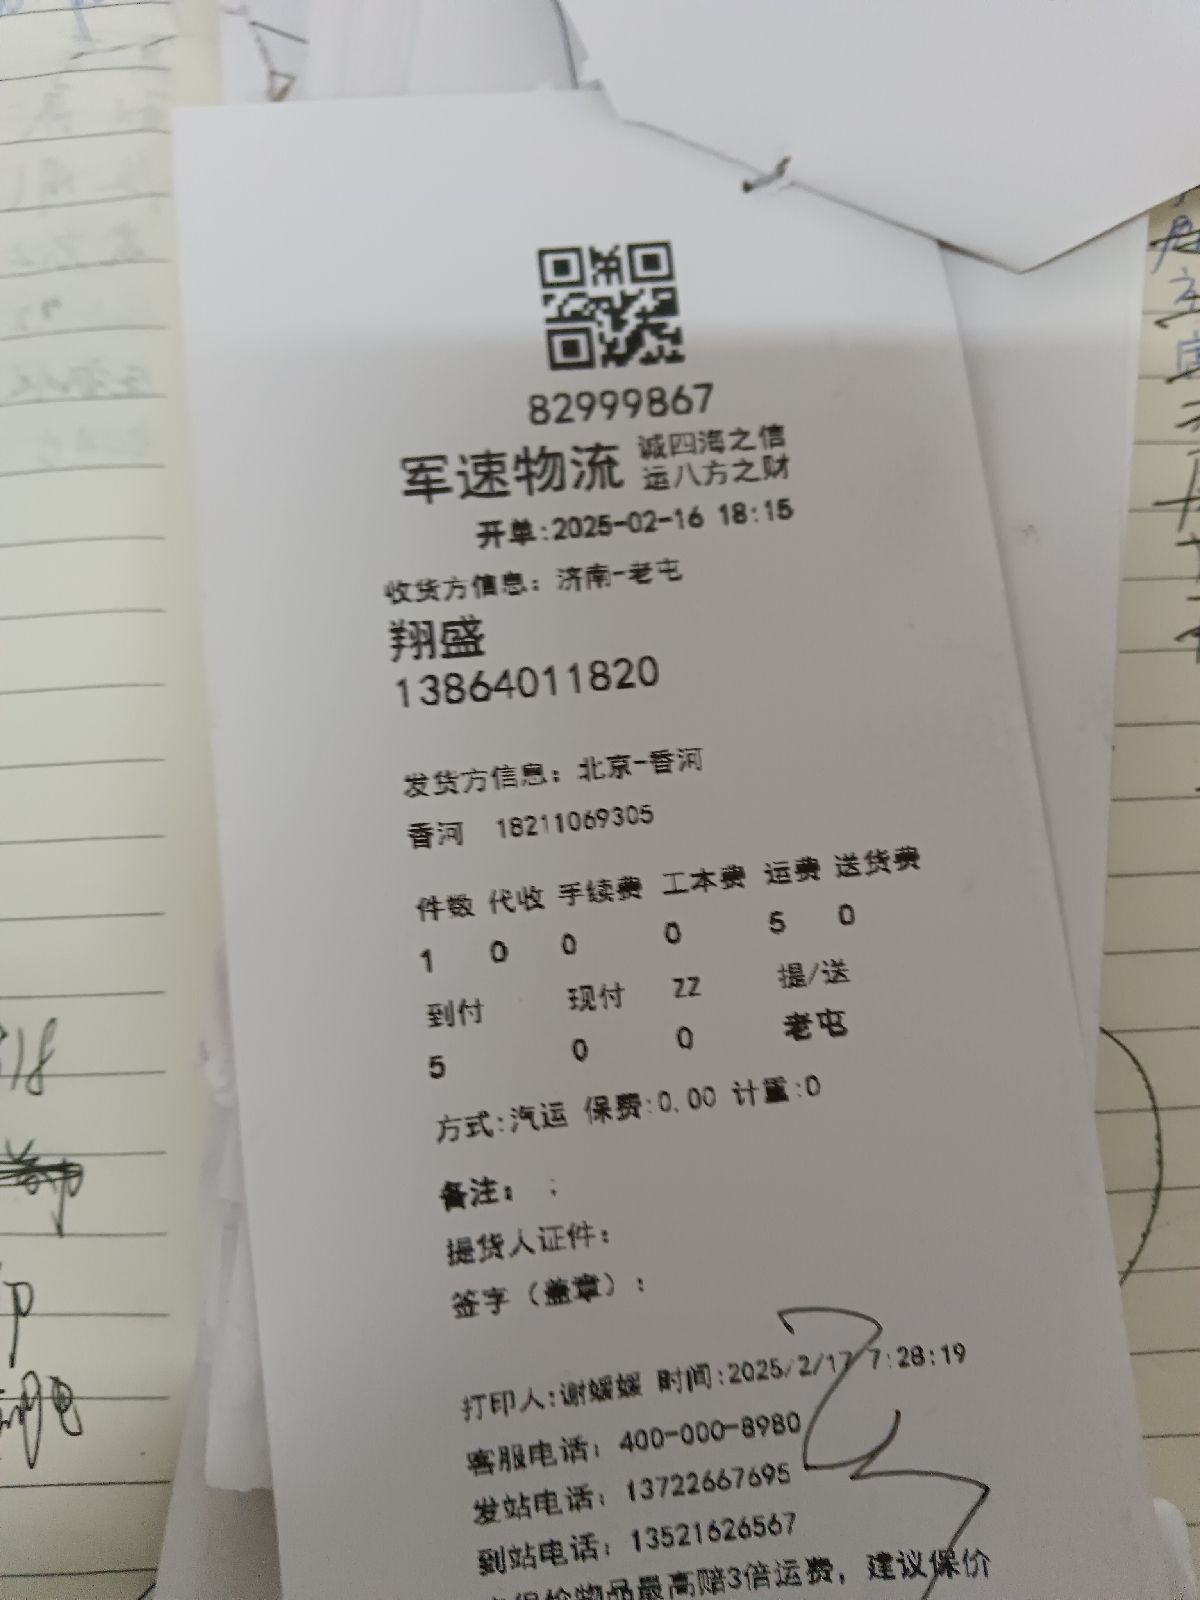 82999867
军速物流 诚四海之信
运八方之财
开单:2025-02-16 18:15
收货方信息: 济南-老屯
翔盛
13864011820
发货方信息: 北京-香河
香河 18211069305
件数 代收 手续费 工本费 运费 送货费
1 0 0 0 5 0
到付 现付 ZZ 提/送
5 0 0 老屯
方式:汽运 保费:0.00 计重:0
备注: ;
提货人证件:
签字(盖章):
打印人:谢媛媛 时间:2025/2/17 7:28:19
客服电话: 400-000-8980
发站电话: 13722667695
到站电话: 13521626567
保价物品最高赔3倍运费, 建议保价